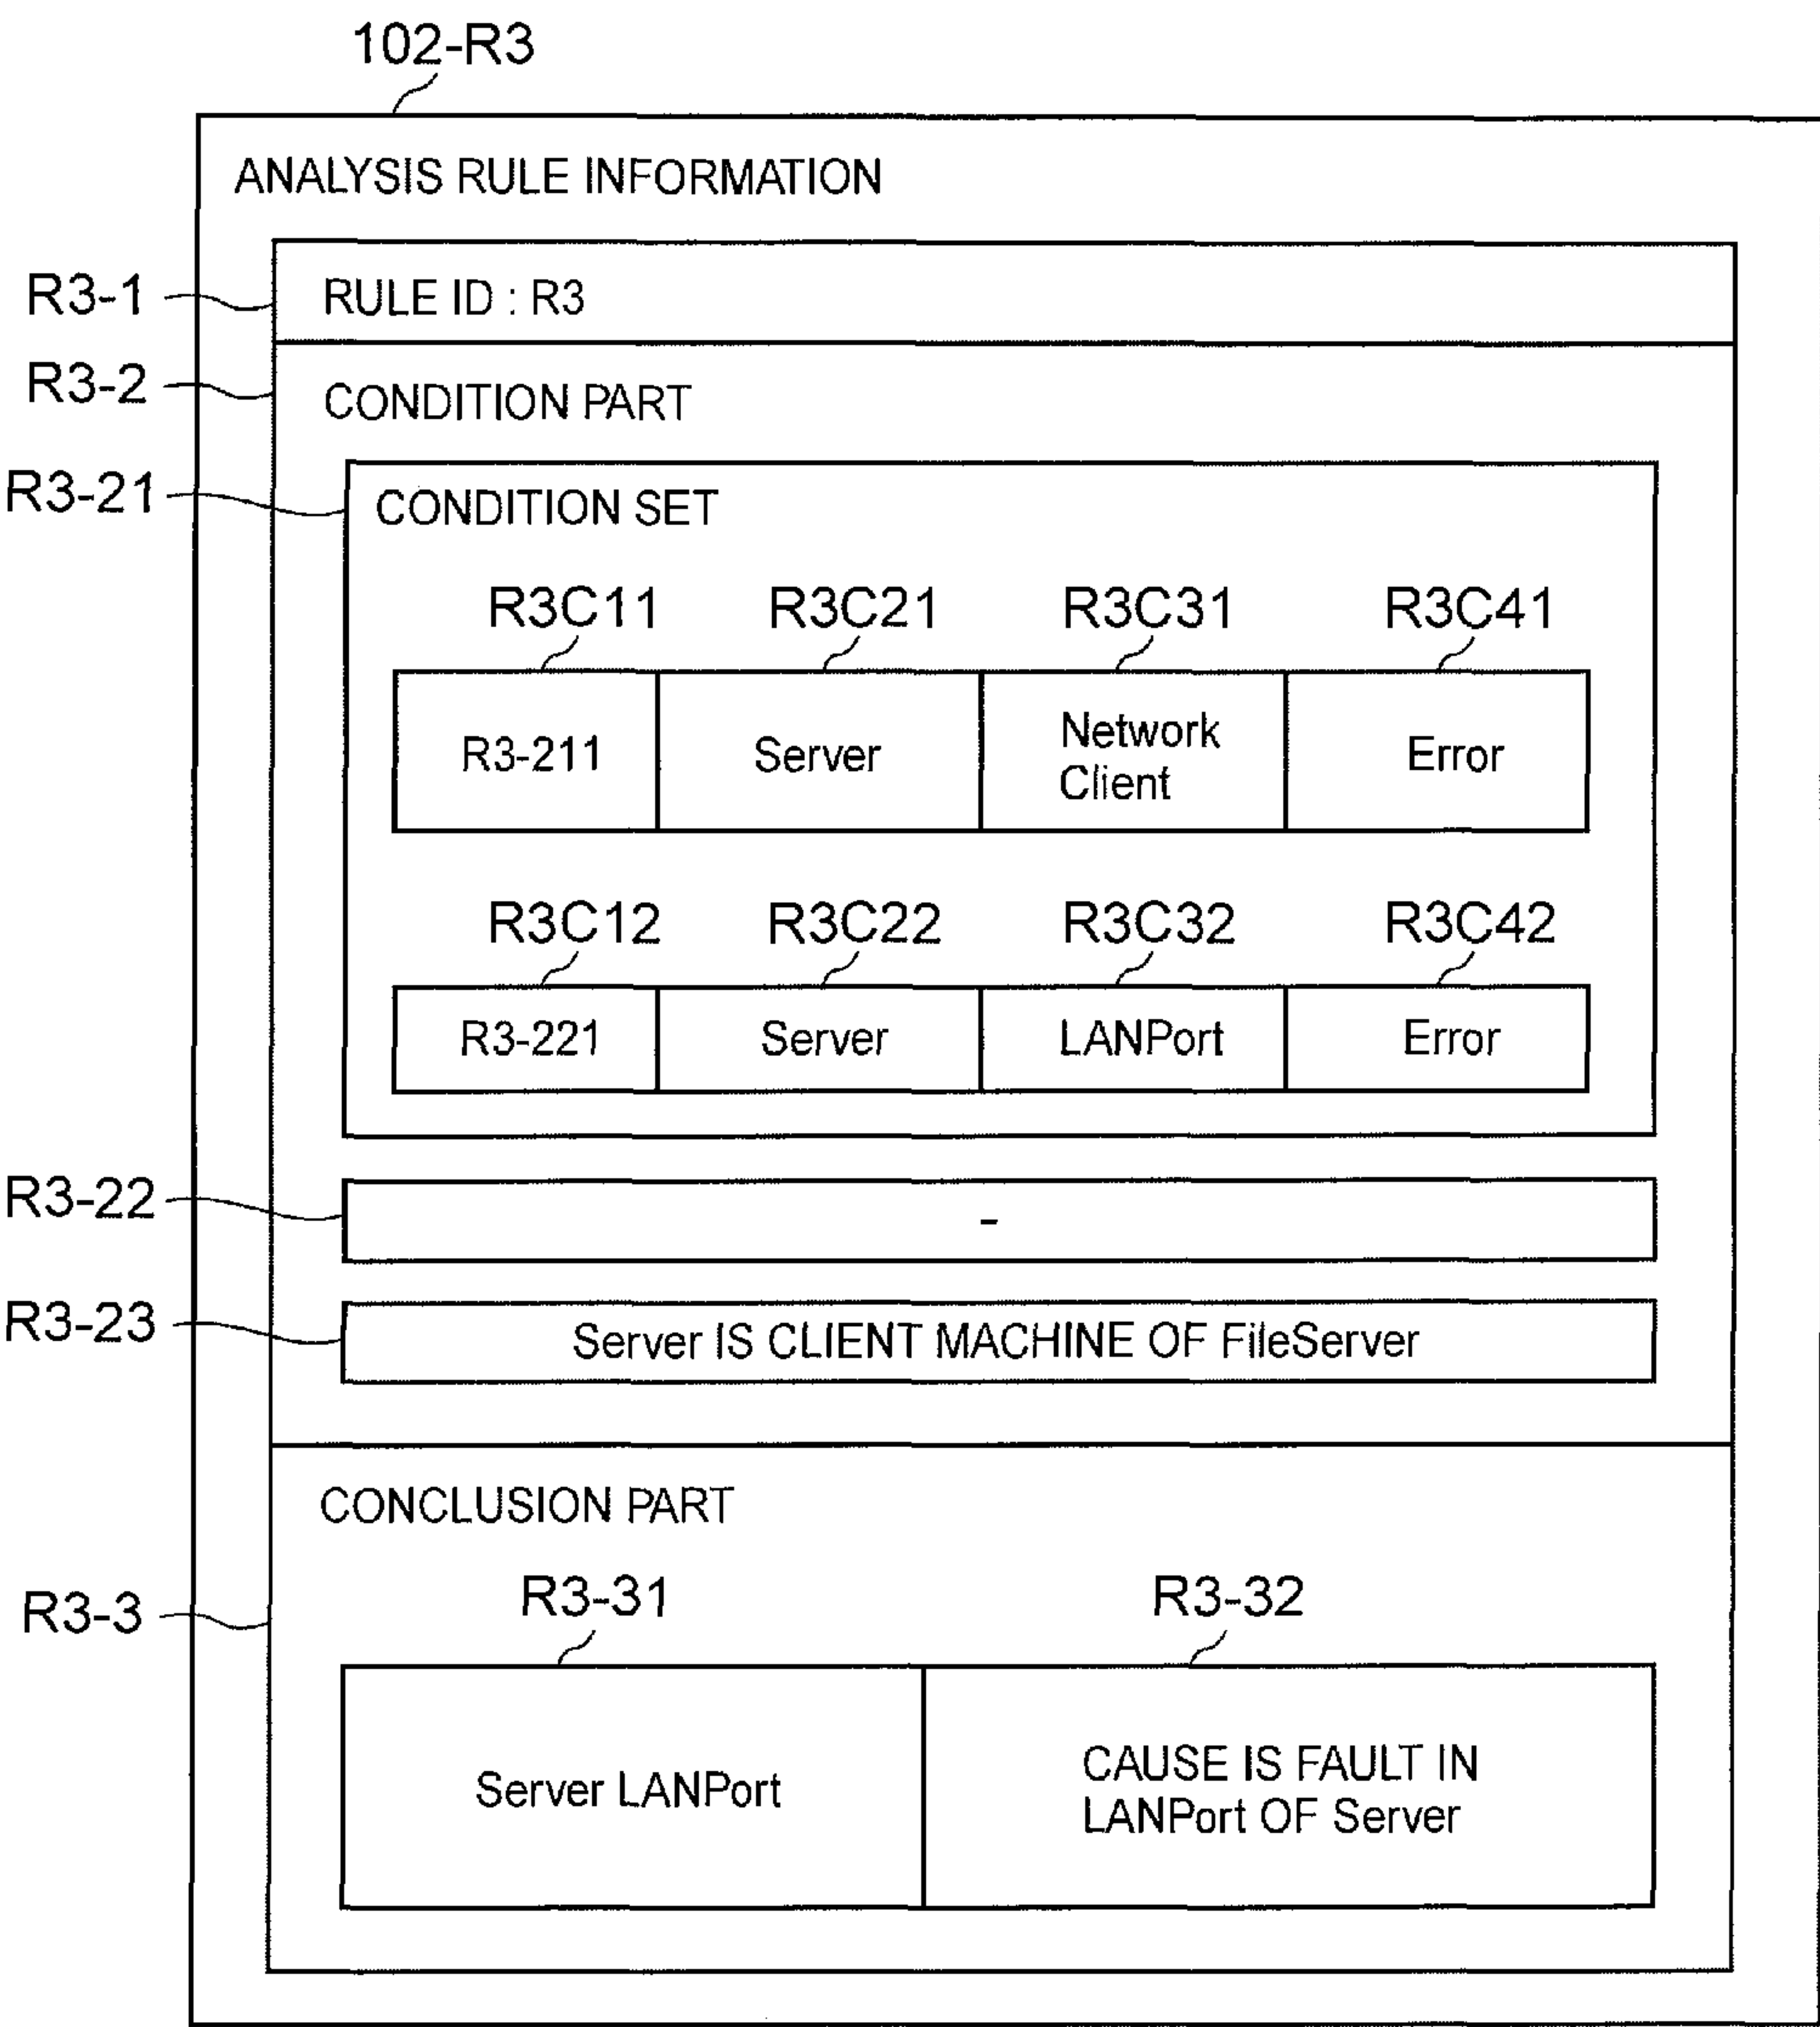 102-R3
ANALYSIS RULE INFORMATION
R3-1
RULE ID : R3
R3-2
CONDITION PART
R3-21
CONDITION SET
R3C11 R3C21 R3C31 R3C41
R3-211 Server Network Client Error
R3C12 R3C22 R3C32 R3C42
R3-221 Server LANPort Error
R3-22
-
R3-23
Server IS CLIENT MACHINE OF FileServer
CONCLUSION PART
R3-3
R3-31 R3-32
Server LANPort
CAUSE IS FAULT IN
LANPort OF Server